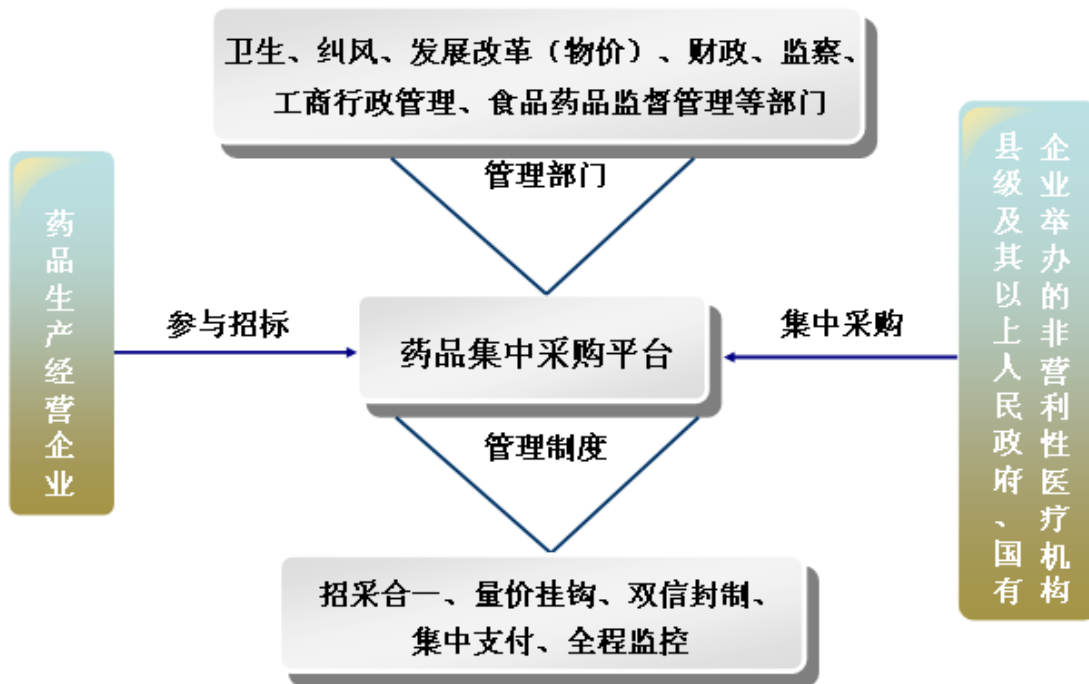 卫生、纠风、发展改革（物价）、财政、监察、
工商行政管理、食品药品监督管理等部门
管理部门
药品生产经营企业
参与招标
药品集中采购平台
集中采购
县级及其以上人民政府、国有
企业举办的非营利性医疗机构
管理制度
招采合一、量价挂钩、双信封制、
集中支付、全程监控